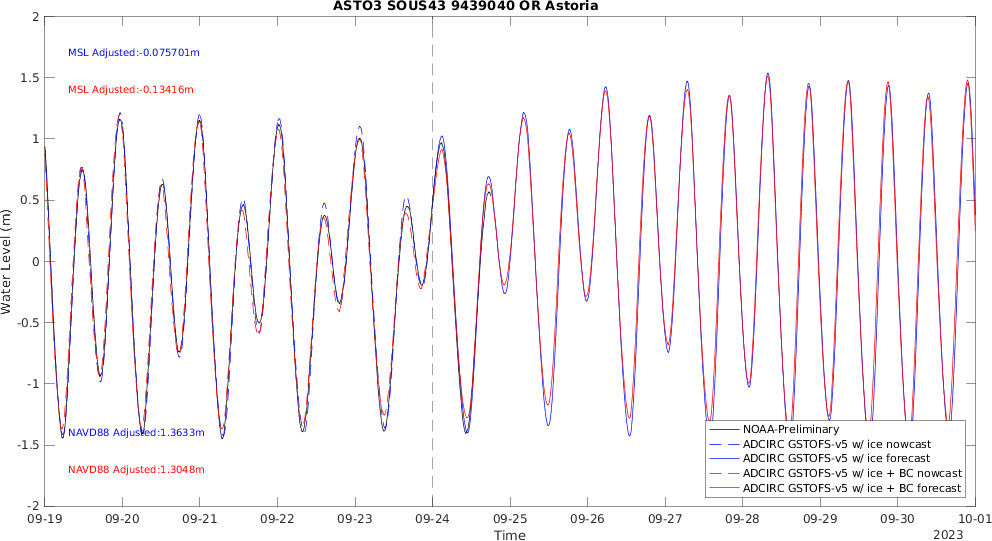 ASTO3 SOUS43 9439040 OR Astoria
MSL Adjusted:-0.075701m
MSL Adjusted:-0.13416m
NAVD88 Adjusted:1.3633m
NAVD88 Adjusted:1.3048m
Water Level (m)
2
1.5
1
0.5
0
-0.5
-1
-1.5
-2
NOAA-Preliminary
ADCIRC GSTOFS-v5 w/ ice nowcast
ADCIRC GSTOFS-v5 w/ ice forecast
ADCIRC GSTOFS-v5 w/ ice + BC nowcast
ADCIRC GSTOFS-v5 w/ ice + BC forecast
09-19 09-20 09-21 09-22 09-23 09-24 09-25 09-26 09-27 09-28 09-29 09-30 10-01
Time
2023